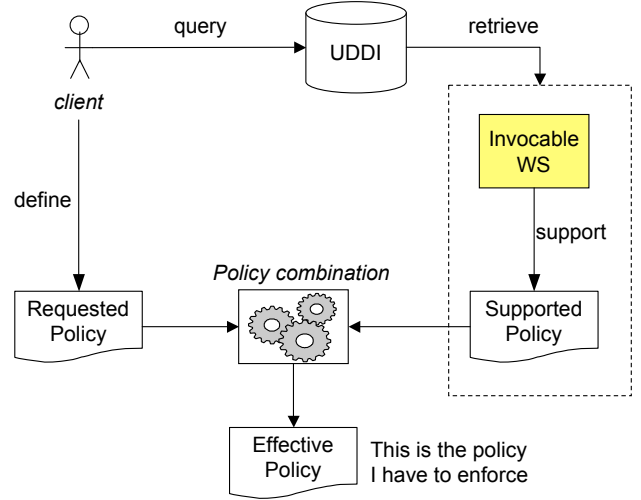 query
retrieve
UDDI
client
Invocable
WS
define
support
Policy combination
Requested
Policy
Supported
Policy
Effective
Policy
This is the policy
I have to enforce